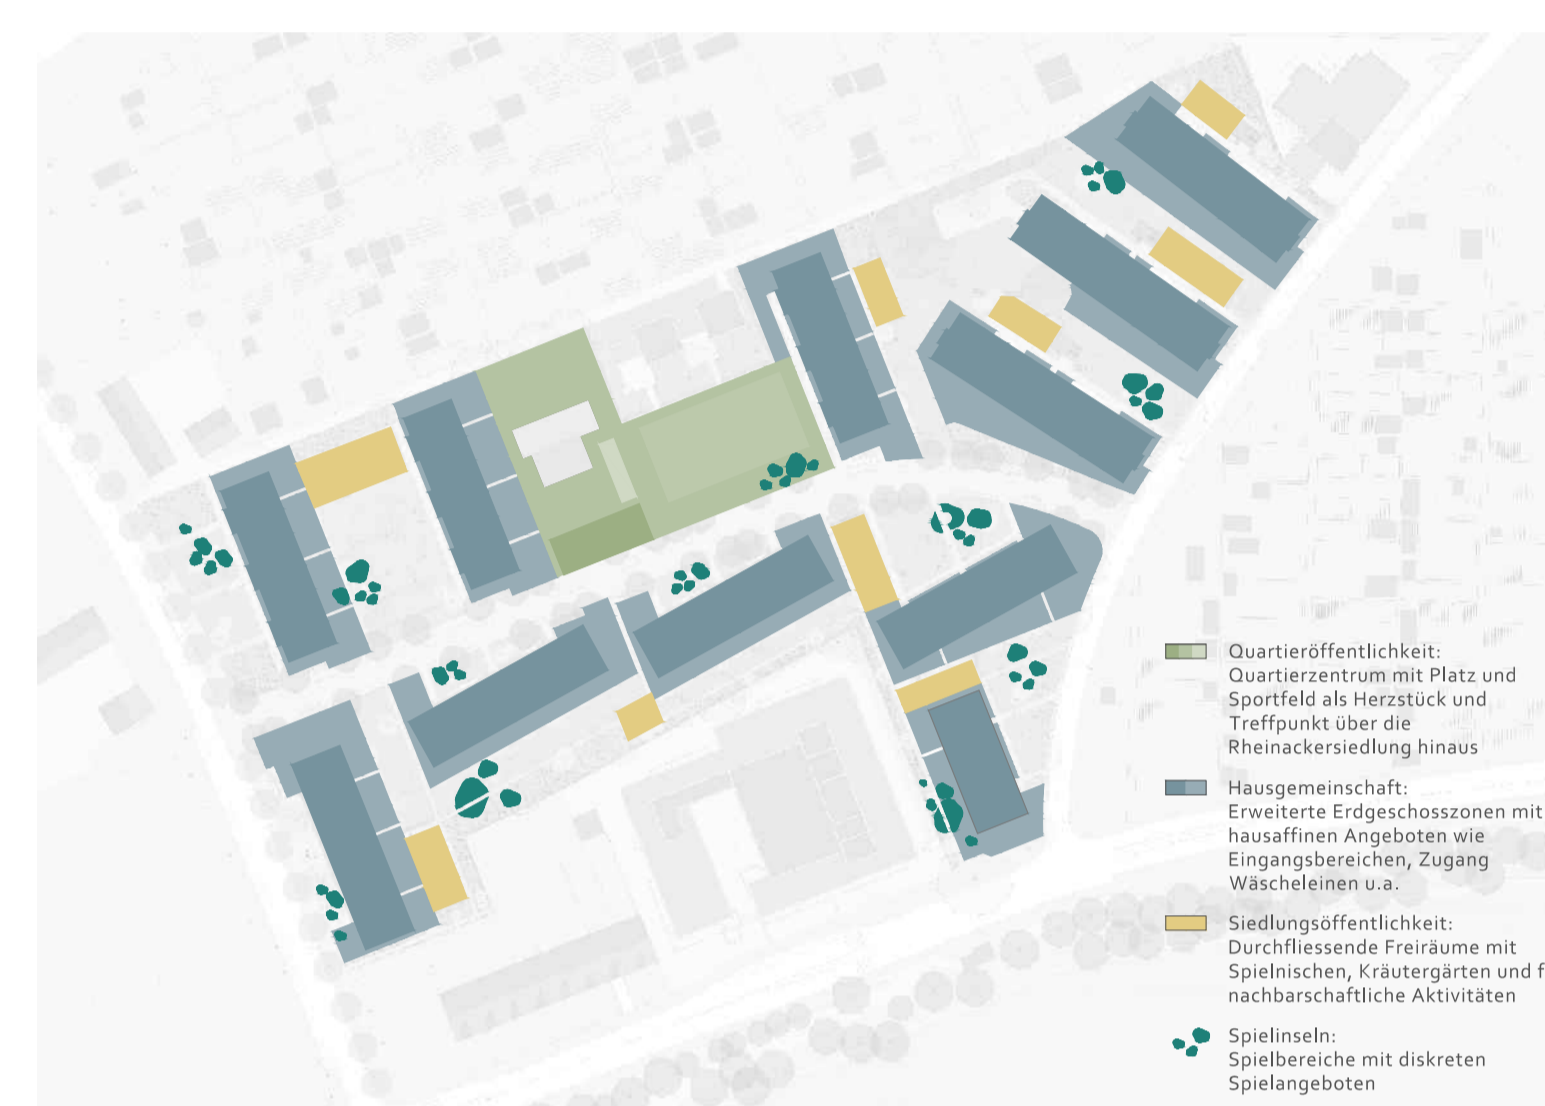 Quartieröffentlichkeit:
Quartierzentrum mit Platz und
Sportfeld als Herzstück und
Treffpunkt über die
Rheinackersiedlung hinaus
Hausgemeinschaft:
Erweiterte Erdgeschosszonen mit
hausaffinen Angeboten wie
Eingangsbereichen, Zugang
Wäscheleinen u.a.
Siedlungsöffentlichkeit:
Durchfliessende Freiräume mit
Spielnischen, Kräutergärten und f
nachbarschaftliche Aktivitäten
Spielinseln:
Spielbereiche mit diskreten
Spielangeboten